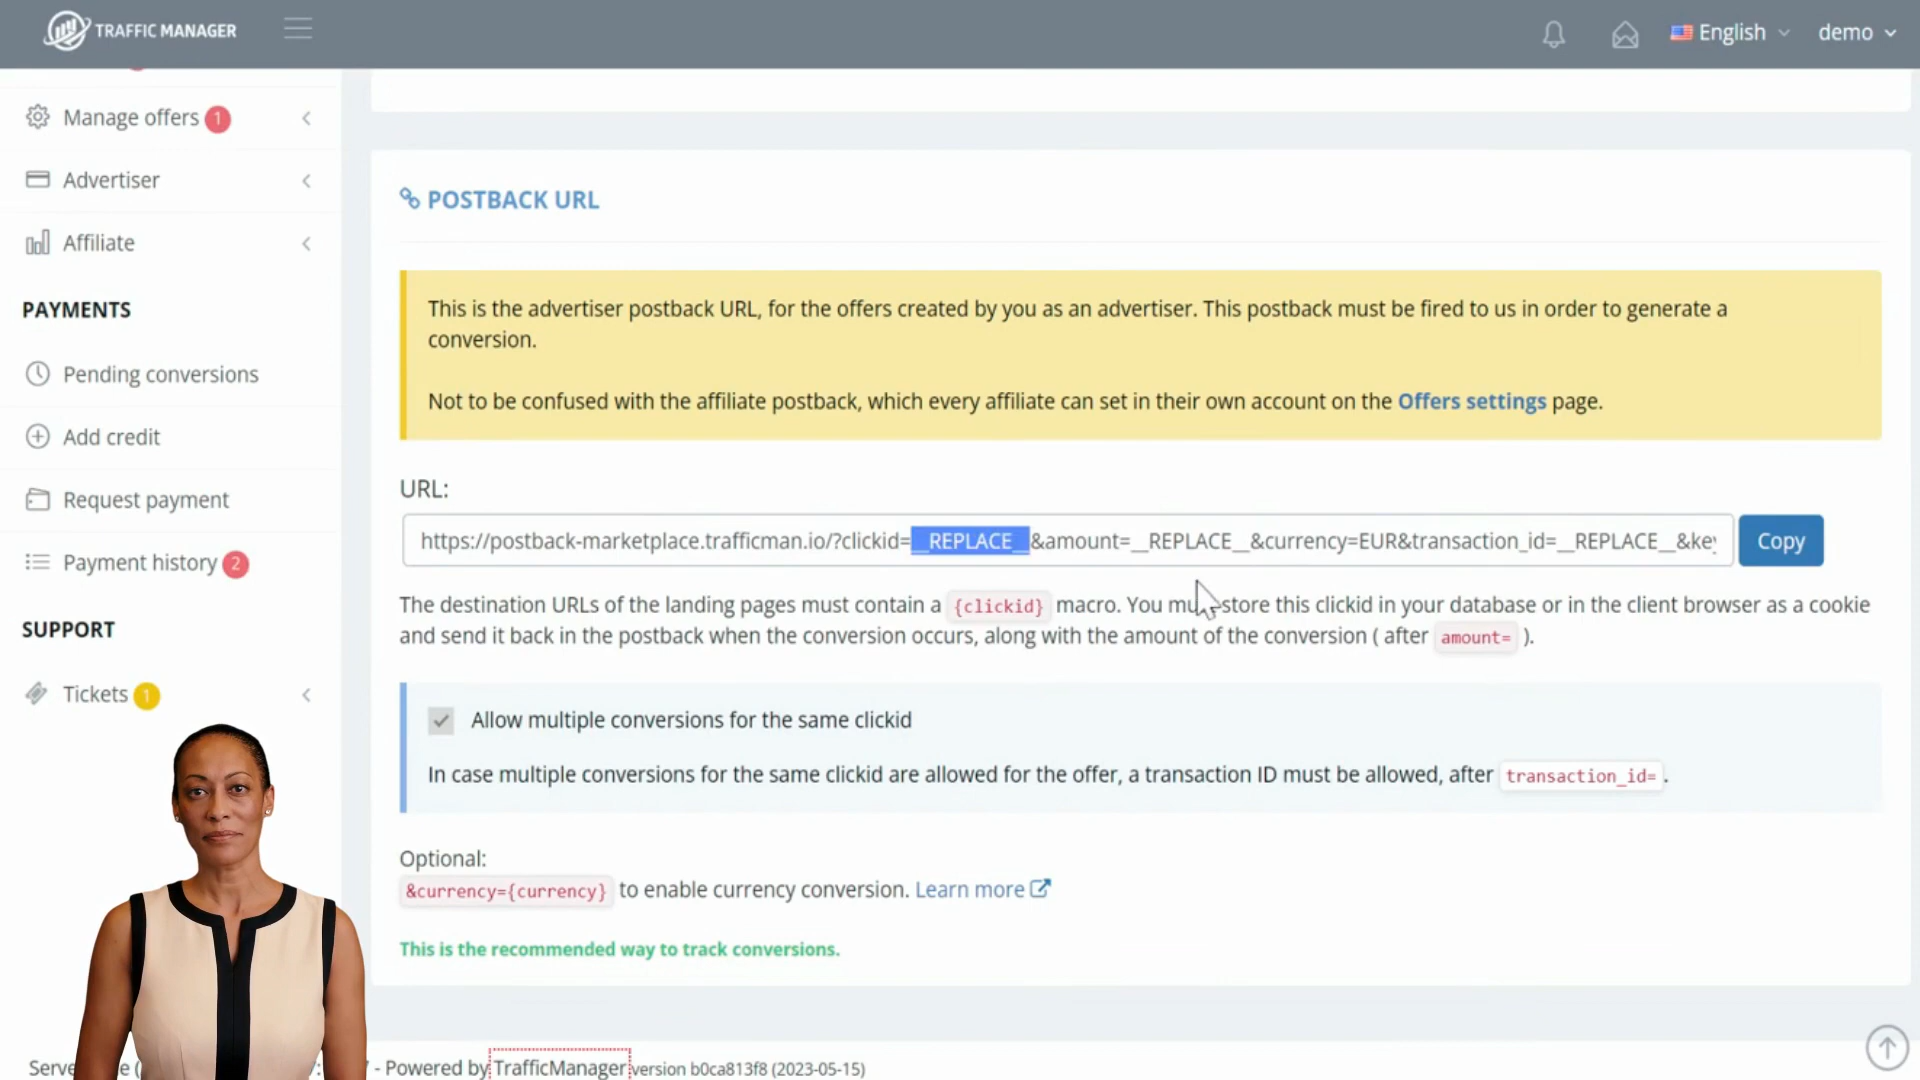 TRAFFIC MANAGER
English
demo
Manage offers 1
Advertiser
Affiliate
PAYMENTS
Pending conversions
Add credit
Request payment
Payment history 2
SUPPORT
Tickets 1
POSTBACK URL
This is the advertiser postback URL, for the offers created by you as an advertiser. This postback must be fired to us in order to generate a
conversion.
Not to be confused with the affiliate postback, which every affiliate can set in their own account on the Offers settings page.
URL:
https://postback-marketplace.trafficman.io/?clickid=__REPLACE__&amount=__REPLACE__&currency=EUR&transaction_id=__REPLACE__&key
Copy
The destination URLs of the landing pages must contain a {clickid} macro. You must store this clickid in your database or in the client browser as a cookie
and send it back in the postback when the conversion occurs, along with the amount of the conversion ( after amount= ).
Allow multiple conversions for the same clickid
In case multiple conversions for the same clickid are allowed for the offer, a transaction ID must be allowed, after transaction_id= .
Optional:
&currency={currency} to enable currency conversion. Learn more
This is the recommended way to track conversions.
- Powered by TrafficManager version b0ca813f8 (2023-05-15)